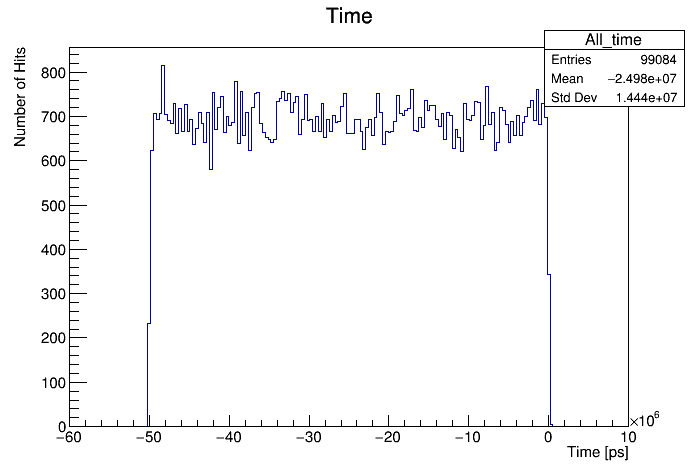 Time
All_time
Entries 99084
Mean −2.498e+07
Std Dev 1.444e+07
Number of Hits
800
700
600
500
400
300
200
100
0
−60 −50 −40 −30 −20 −10 0 10
×10⁶
Time [ps]